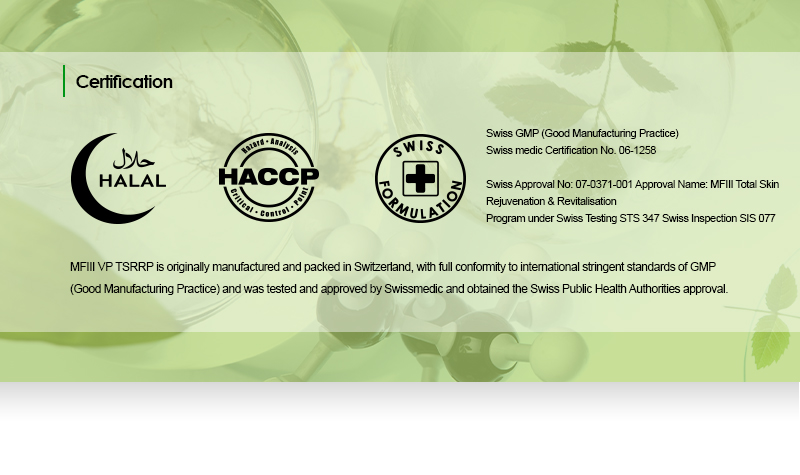 Certification
حلال
HALAL
Hazard • Analysis
HACCP
Critical • Control • Point
SWISS
FORMULATION
Swiss GMP (Good Manufacturing Practice)
Swiss medic Certification No. 06-1258
Swiss Approval No: 07-0371-001 Approval Name: MFIII Total Skin
Rejuvenation & Revitalisation
Program under Swiss Testing STS 347 Swiss Inspection SIS 077
MFIII VP TSRRP is originally manufactured and packed in Switzerland, with full conformity to international stringent standards of GMP
(Good Manufacturing Practice) and was tested and approved by Swissmedic and obtained the Swiss Public Health Authorities approval.